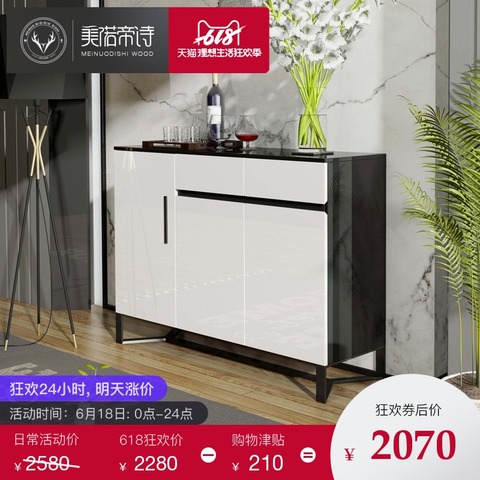 美诺帝诗
MEINUODISHI WOOD
618
天猫 理想生活狂欢季
狂欢24小时, 明天涨价
活动时间：6月18日: 0点-24点
日常活动价
¥2580
618狂欢价
¥2280
购物津贴
¥210
狂欢券后价
¥2070